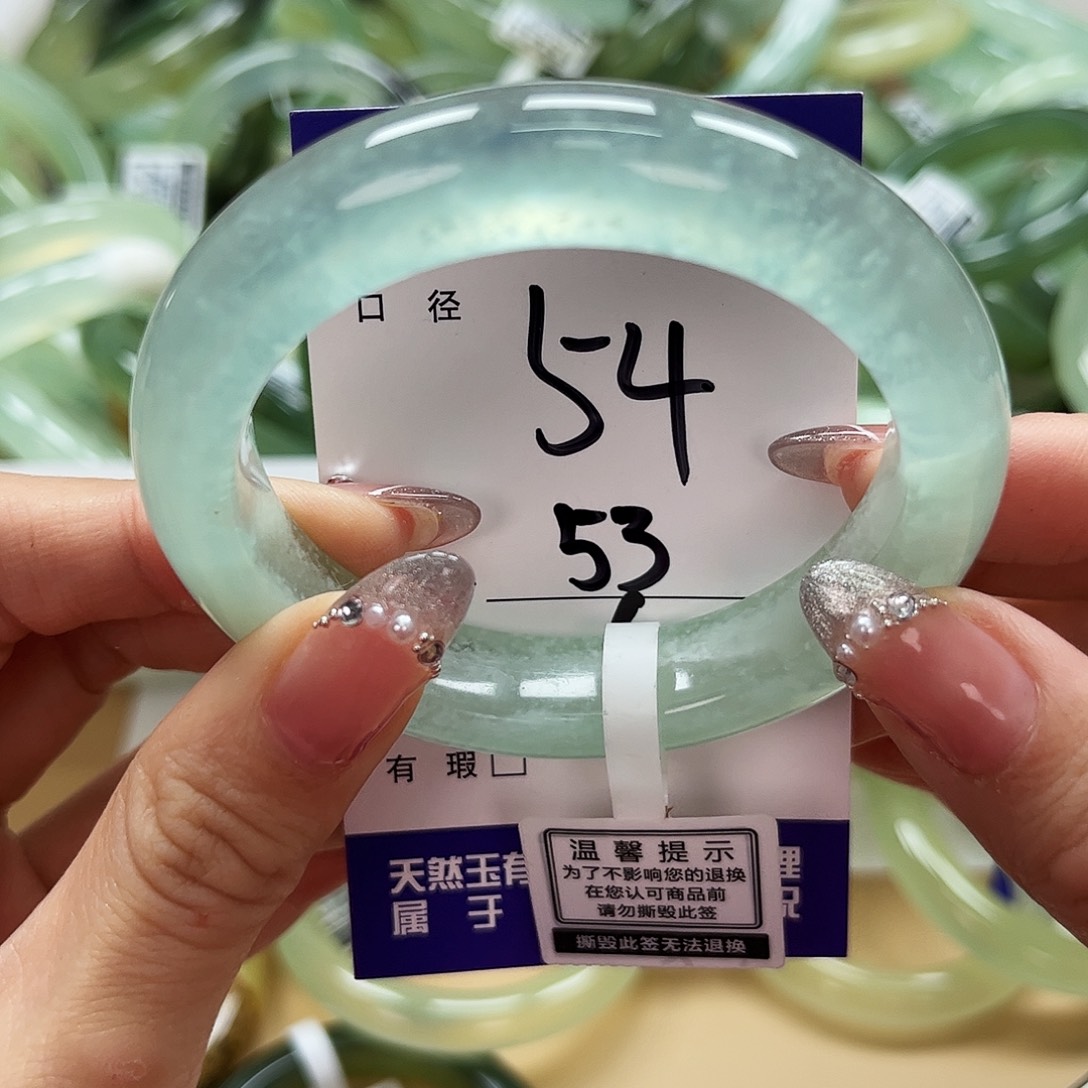 口 径
54
53
有 瑕□
天然玉有
属 于
温馨提示
为了不影响您的退换
在您认可商品前
请勿撕毁此签
撕毁此签无法退换